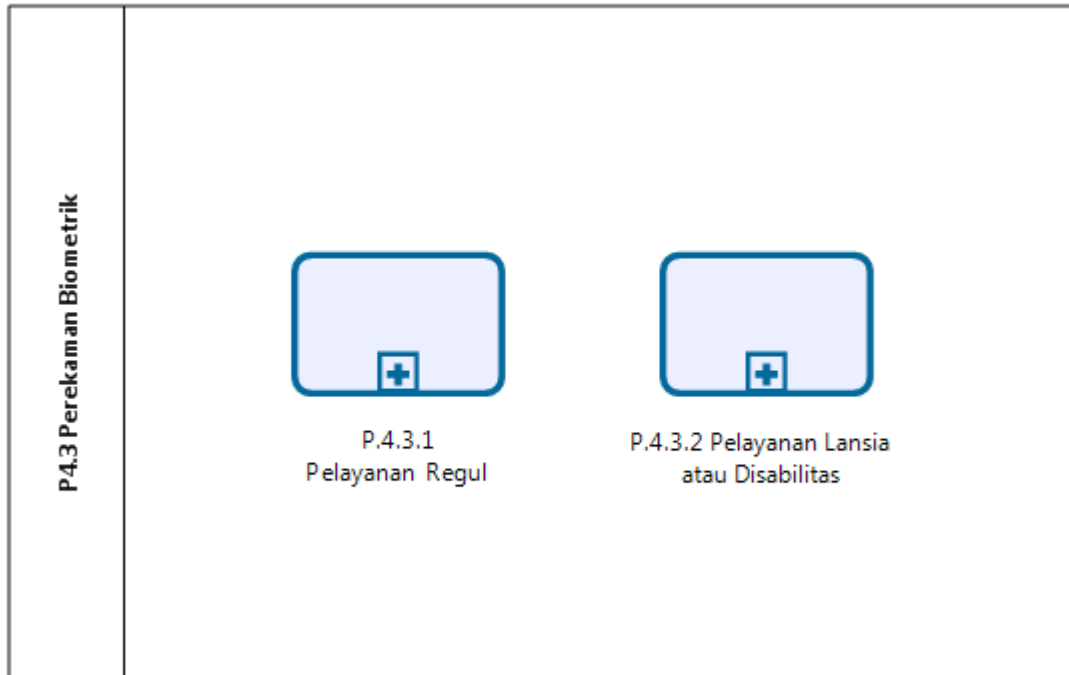 P4.3 Perekaman Biometrik
P.4.3.1
Pelayanan Regul
P.4.3.2 Pelayanan Lansia
atau Disabilitas